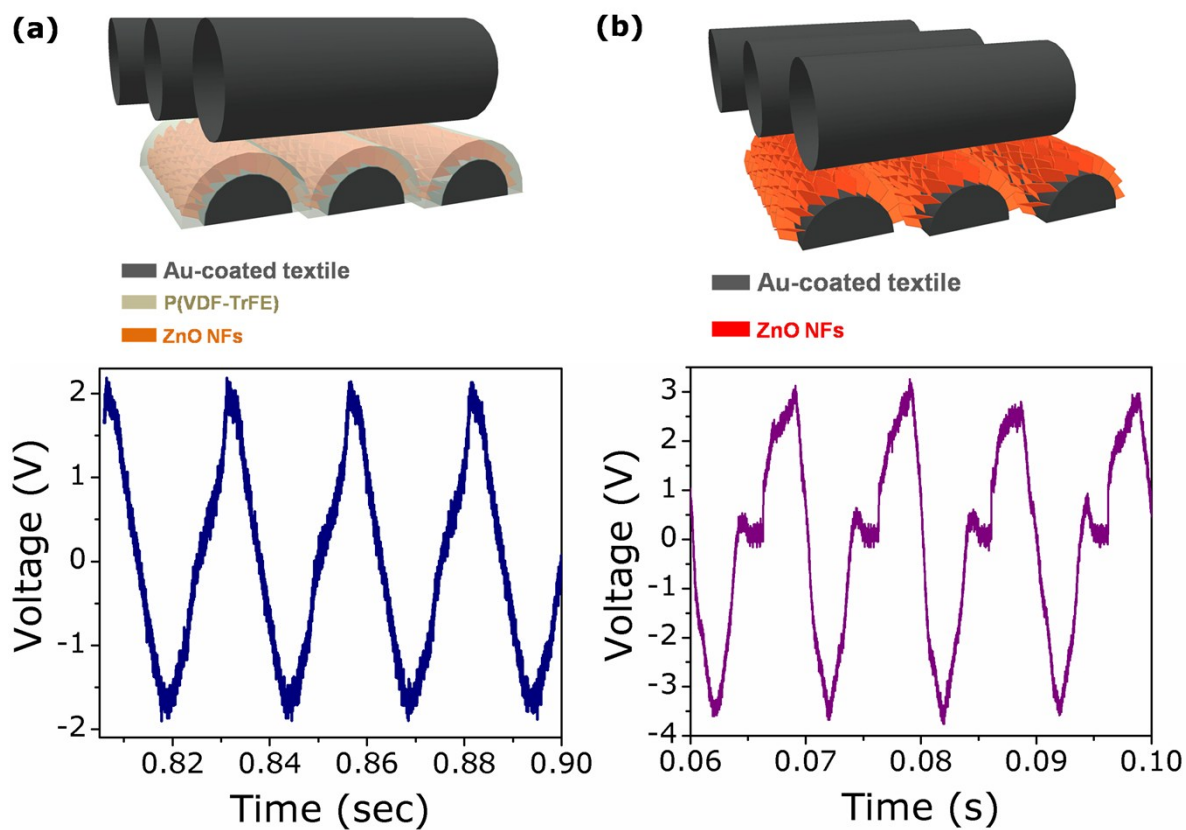 (a)
Au-coated textile
P(VDF-TrFE)
ZnO NFs
2
1
0
-1
-2
Voltage (V)
0.82 0.84 0.86 0.88 0.90
Time (sec)
(b)
Au-coated textile
ZnO NFs
3
2
1
0
-1
-2
-3
-4
Voltage (V)
0.06 0.07 0.08 0.09 0.10
Time (s)